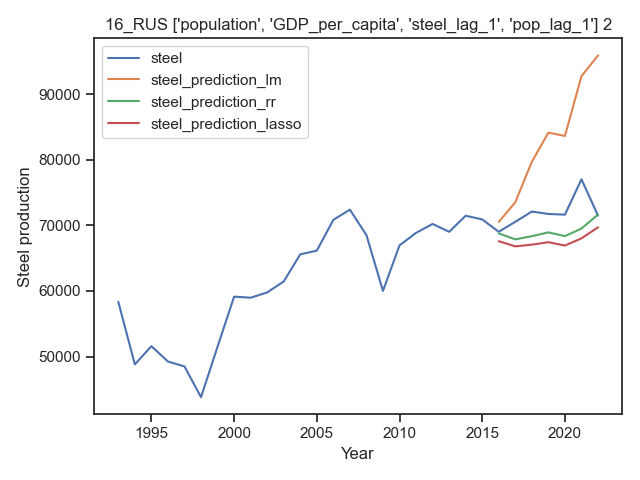 16_RUS ['population', 'GDP_per_capita', 'steel_lag_1', 'pop_lag_1'] 2
steel
steel_prediction_lm
steel_prediction_rr
steel_prediction_lasso
90000
80000
70000
60000
50000
Steel production
1995
2000
2005
2010
2015
2020
Year